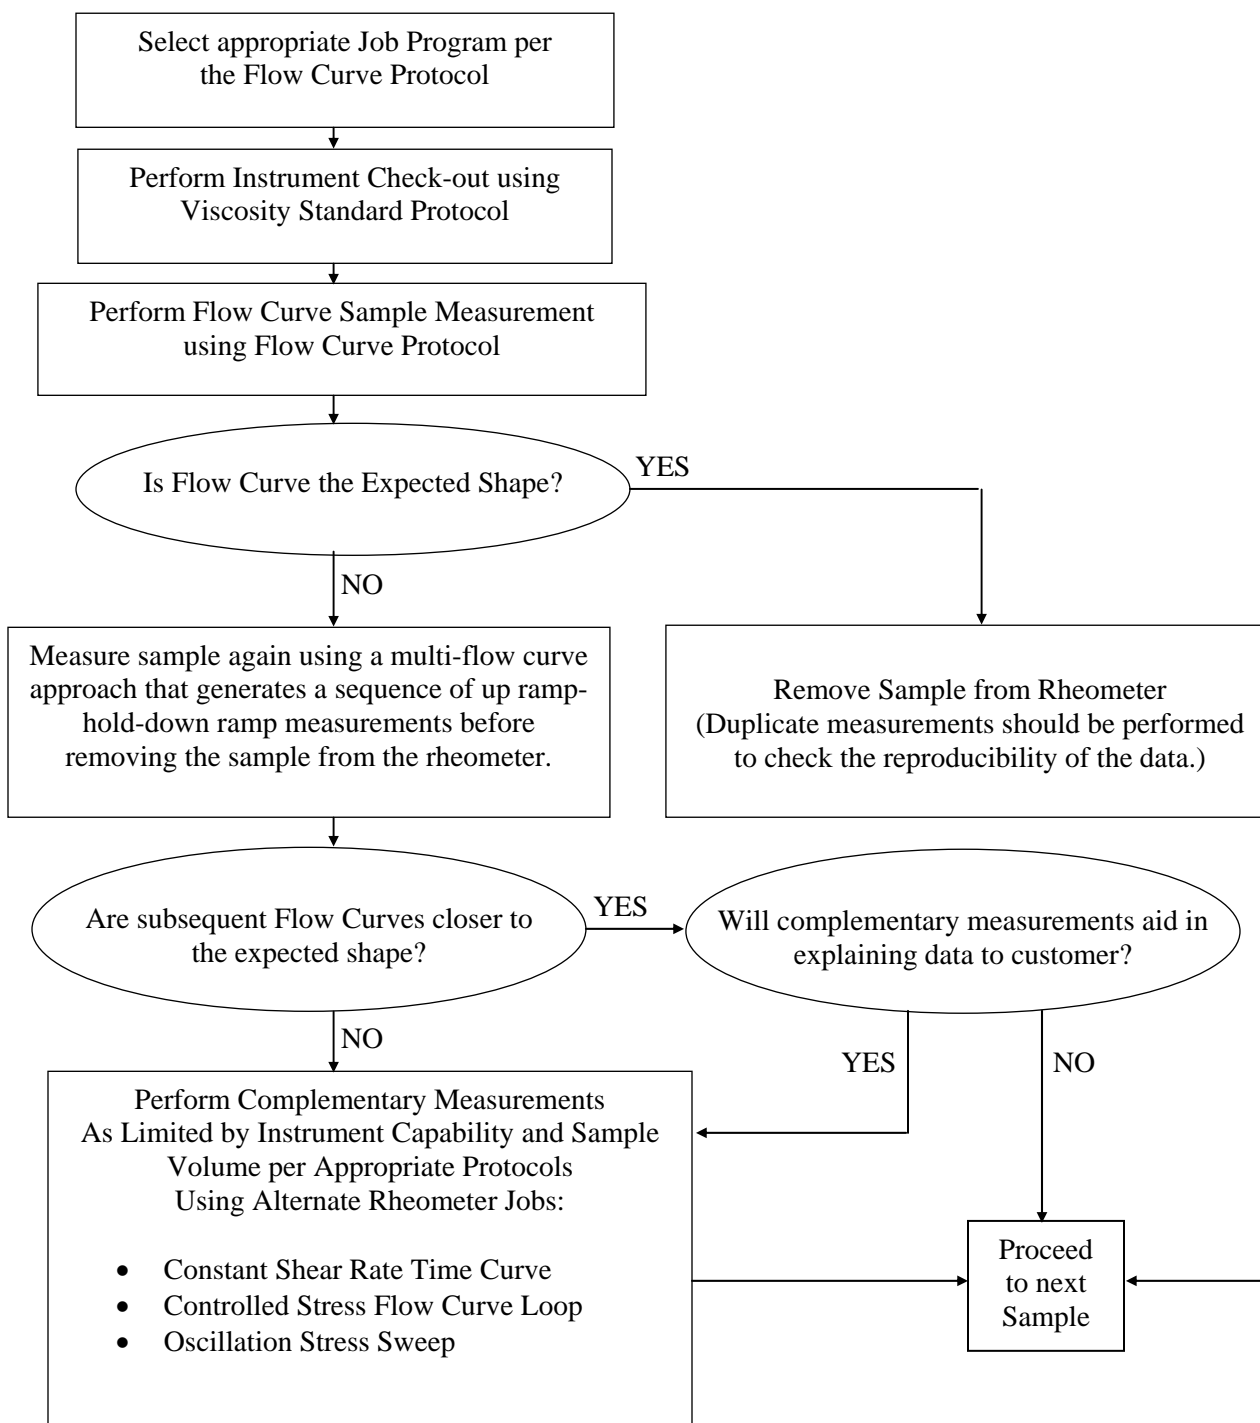 Select appropriate Job Program per
the Flow Curve Protocol
Perform Instrument Check-out using
Viscosity Standard Protocol
Perform Flow Curve Sample Measurement
using Flow Curve Protocol
Is Flow Curve the Expected Shape?
YES
NO
Measure sample again using a multi-flow curve
approach that generates a sequence of up ramp-
hold-down ramp measurements before
removing the sample from the rheometer.
Remove Sample from Rheometer
(Duplicate measurements should be performed
to check the reproducibility of the data.)
Are subsequent Flow Curves closer to
the expected shape?
YES
Will complementary measurements aid in
explaining data to customer?
NO
YES
NO
Perform Complementary Measurements
As Limited by Instrument Capability and Sample
Volume per Appropriate Protocols
Using Alternate Rheometer Jobs:
• Constant Shear Rate Time Curve
• Controlled Stress Flow Curve Loop
• Oscillation Stress Sweep
Proceed
to next
Sample